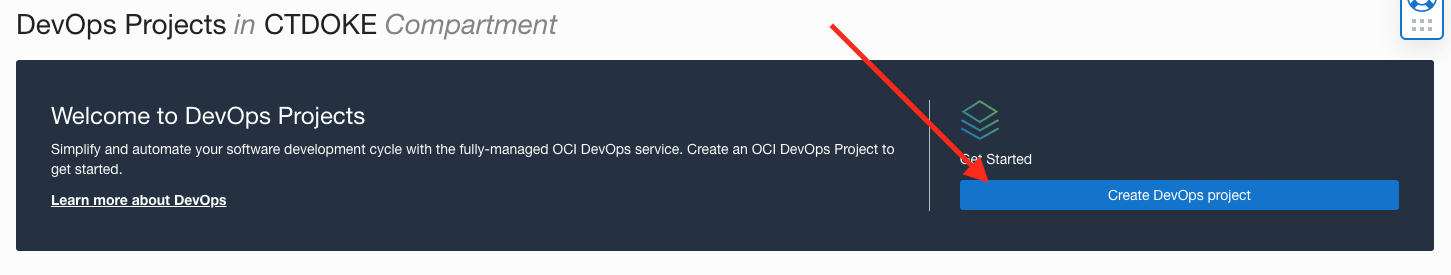 DevOps Projects in CTDOKE Compartment
Welcome to DevOps Projects
Simplify and automate your software development cycle with the fully-managed OCI DevOps service. Create an OCI DevOps Project to
get started.
Learn more about DevOps
Get Started
Create DevOps project